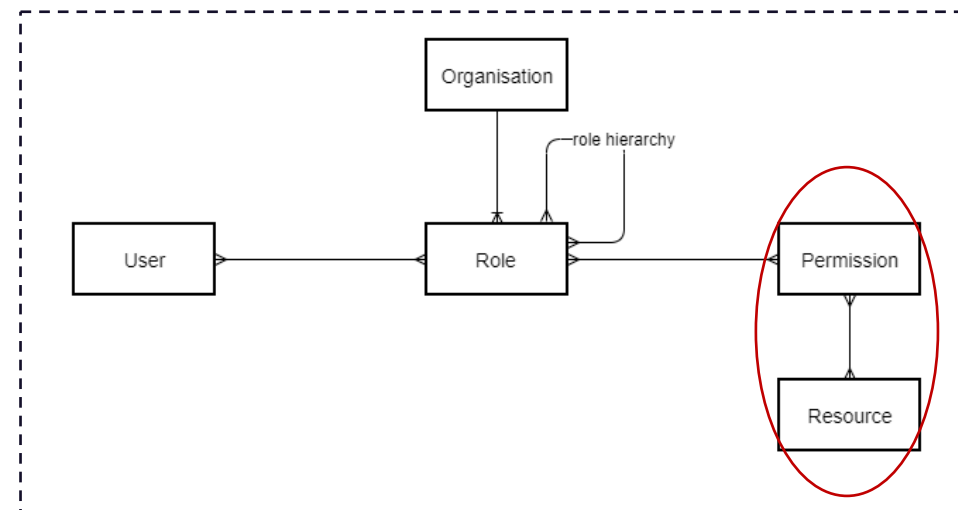 Organisation
role hierarchy
User
Role
Permission
Resource